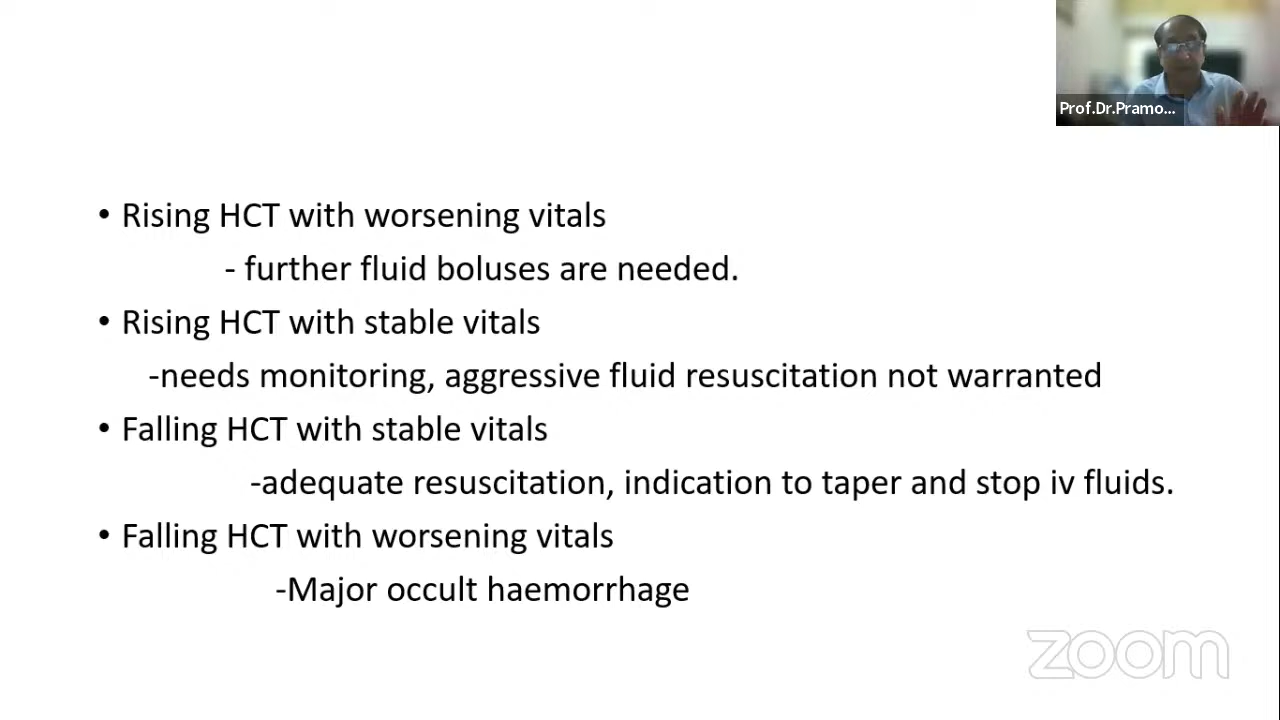 Prof.Dr.Pramo...
• Rising HCT with worsening vitals
- further fluid boluses are needed.
• Rising HCT with stable vitals
-needs monitoring, aggressive fluid resuscitation not warranted
• Falling HCT with stable vitals
-adequate resuscitation, indication to taper and stop iv fluids.
• Falling HCT with worsening vitals
-Major occult haemorrhage
zoom